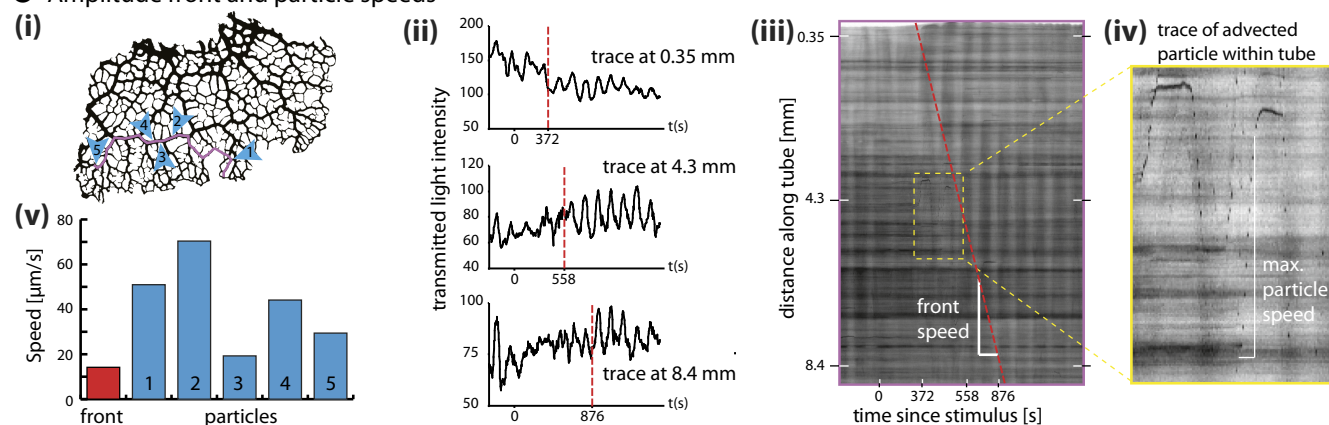 Amplitude front and particle speeds
(i)
1
2
3
4
5
(ii)
transmitted light intensity
200
150
100
50
trace at 0.35 mm
0
372
t(s)
120
100
80
60
40
trace at 4.3 mm
0
558
t(s)
100
75
50
trace at 8.4 mm
0
876
t(s)
(iii)
distance along tube [mm]
0.35
4.3
8.4
front
speed
0
372
558
876
time since stimulus [s]
(iv)
trace of advected
particle within tube
max.
particle
speed
(v)
Speed [μm/s]
80
60
40
20
0
1
2
3
4
5
front
particles